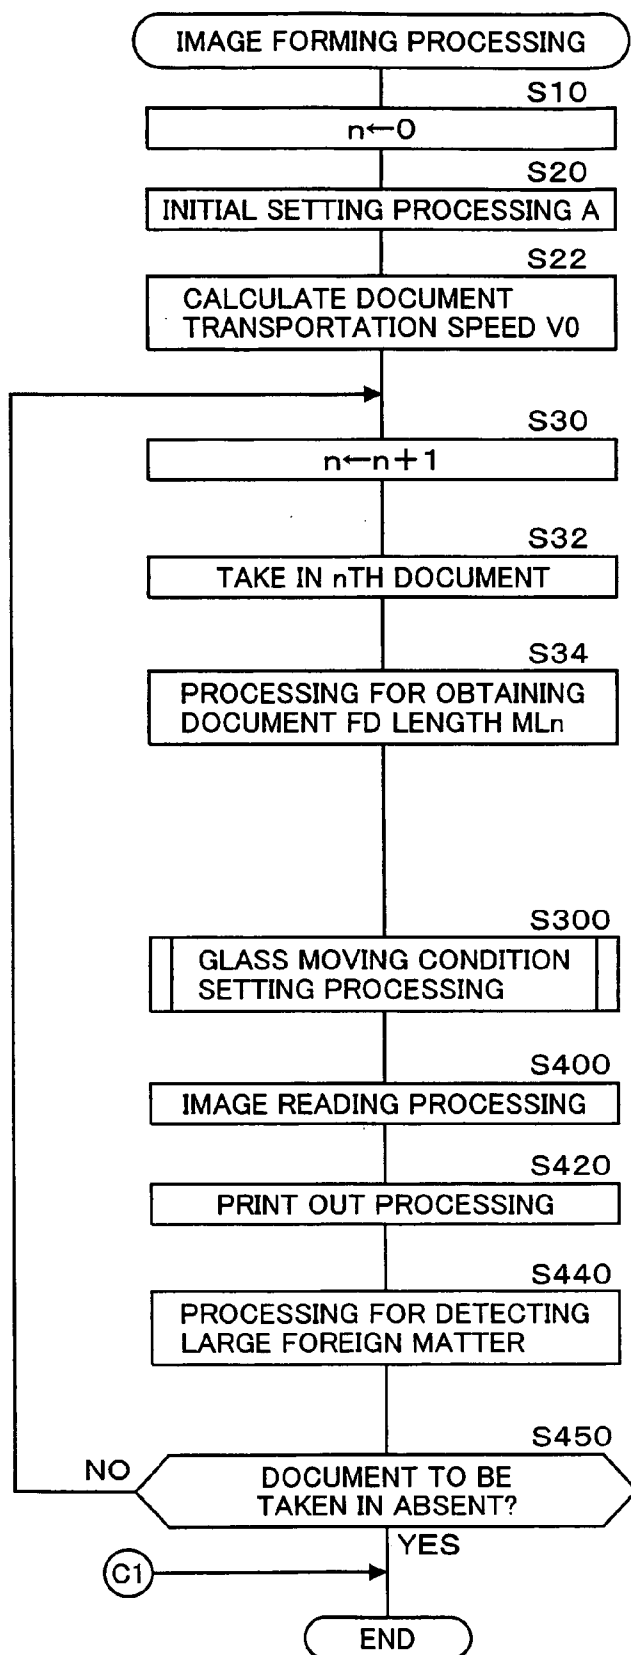 IMAGE FORMING PROCESSING
S10
n←0
S20
INITIAL SETTING PROCESSING A
S22
CALCULATE DOCUMENT
TRANSPORTATION SPEED V0
S30
n←n+1
S32
TAKE IN nTH DOCUMENT
S34
PROCESSING FOR OBTAINING
DOCUMENT FD LENGTH MLn
S300
GLASS MOVING CONDITION
SETTING PROCESSING
S400
IMAGE READING PROCESSING
S420
PRINT OUT PROCESSING
S440
PROCESSING FOR DETECTING
LARGE FOREIGN MATTER
S450
NO
DOCUMENT TO BE
TAKEN IN ABSENT?
YES
C1
END